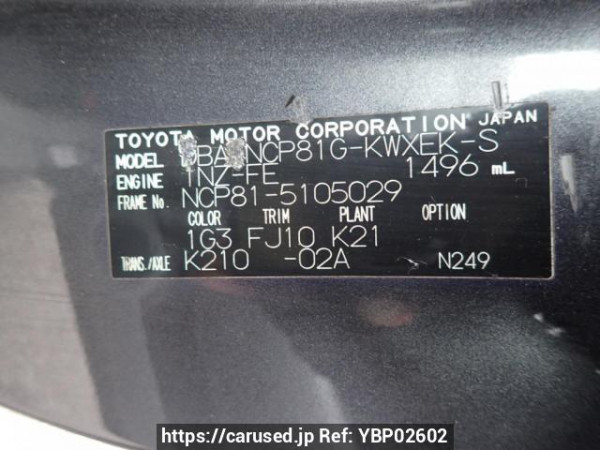 TOYOTA MOTOR CORPORATION JAPAN
MODEL DBA-NCP81G-KWXEK-S
ENGINE 1NZ-FE 1496 mL
FRAME No. NCP81-5105029
COLOR TRIM PLANT OPTION
1G3 FJ10 K21
TRANS./AXLE K210 -02A N249
https://carused.jp Ref: YBP02602